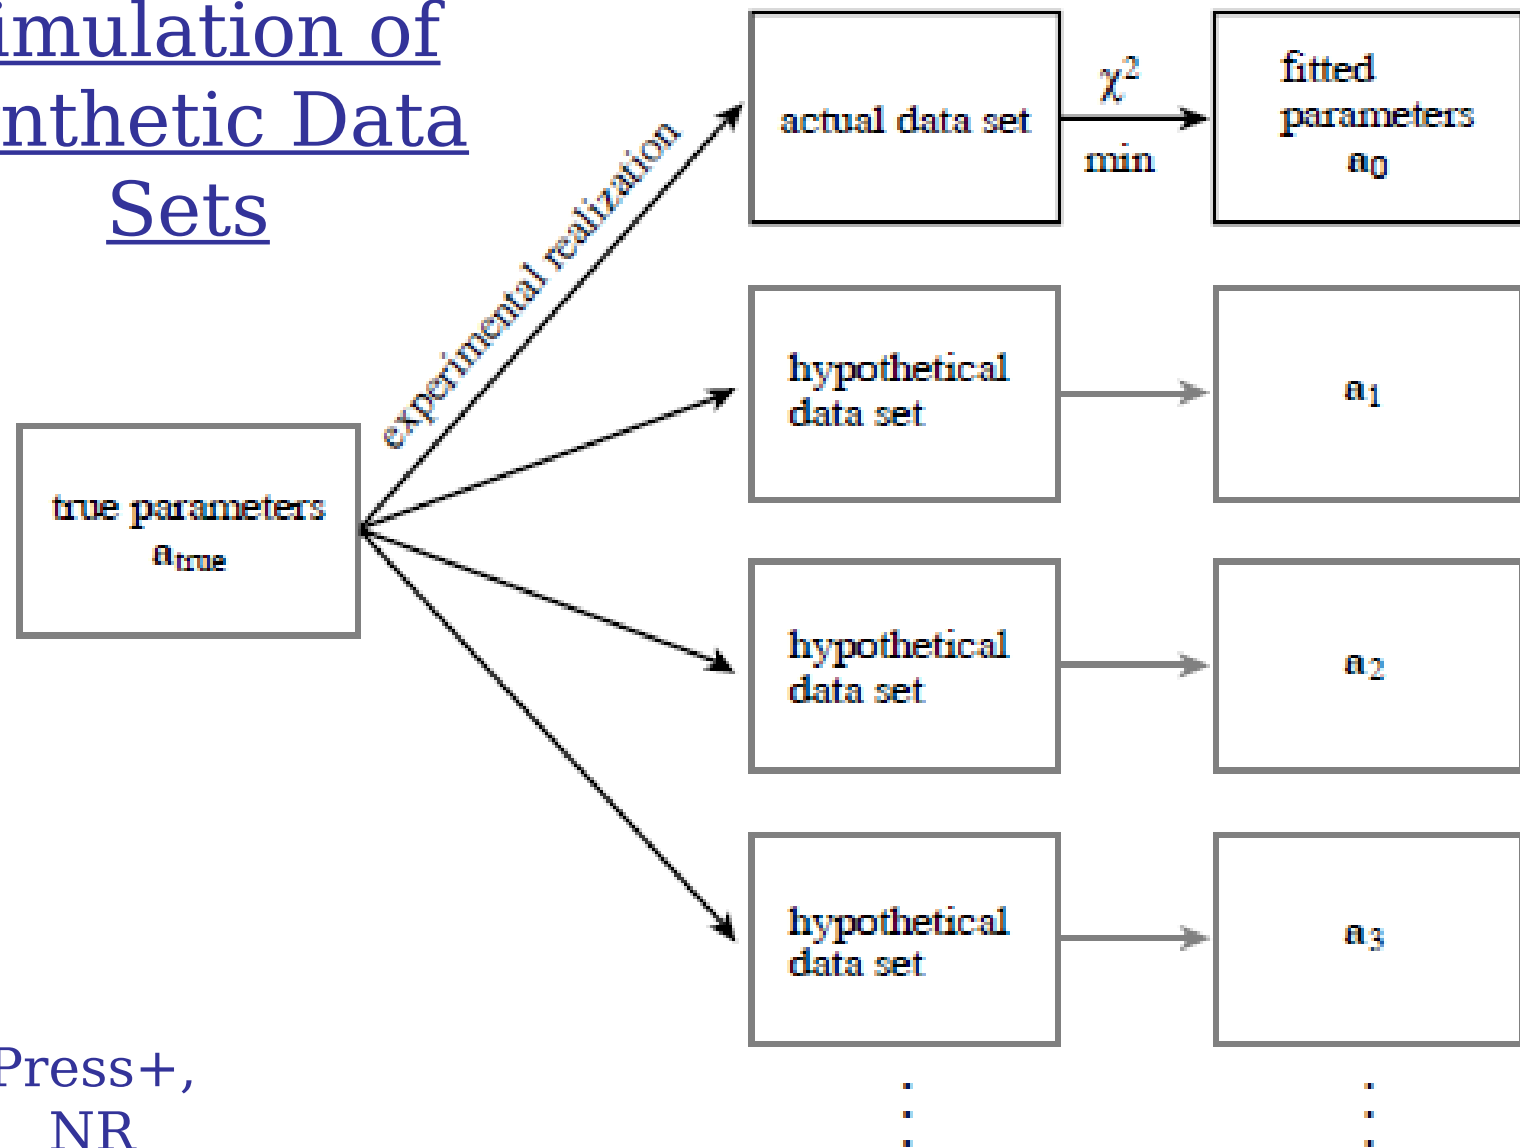 imulation of
nthetic Data
Sets
experimental realization
actual data set
χ²
min
fitted
parameters
a₀
hypothetical
data set
a₁
true parameters
a_true
hypothetical
data set
a₂
hypothetical
data set
a₃
Press+,
NR